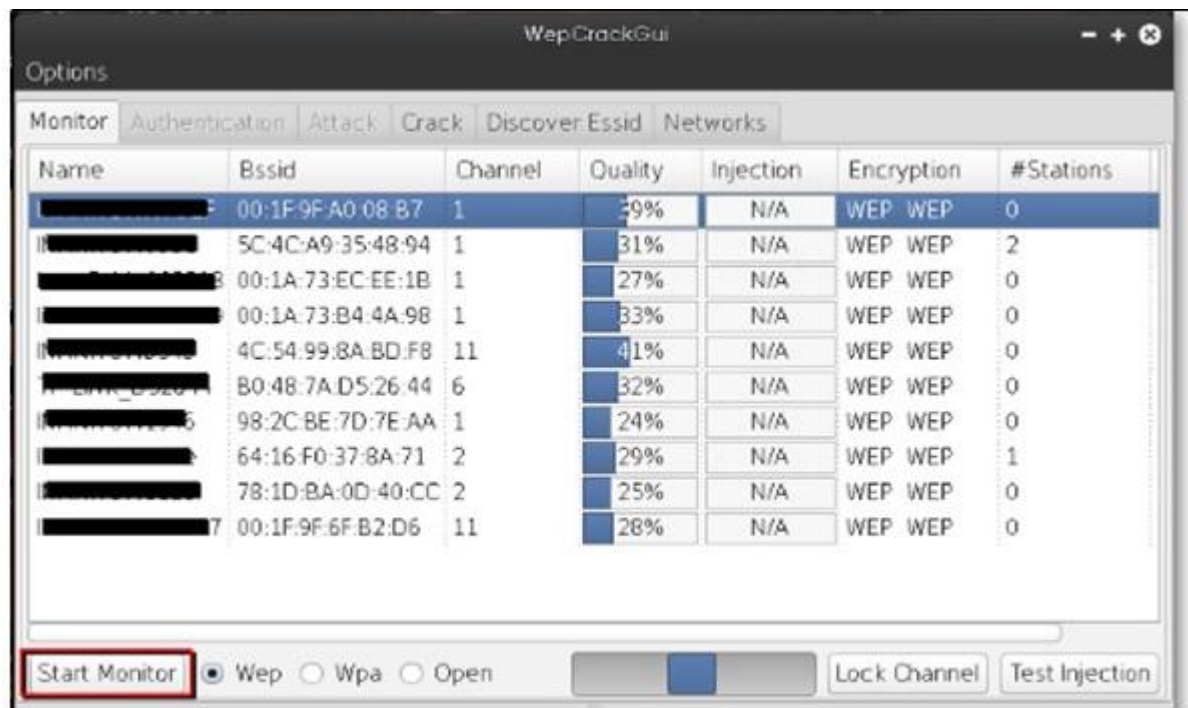 WepCrackGui
Options
Monitor Authentication Attack Crack Discover Essid Networks
Name Bssid Channel Quality Injection Encryption #Stations
00:1F:9F:A0:08:B7 1 39% N/A WEP WEP 0
5C:4C:A9:35:48:94 1 31% N/A WEP WEP 2
00:1A:73:EC:EE:1B 1 27% N/A WEP WEP 0
00:1A:73:B4:4A:98 1 33% N/A WEP WEP 0
4C:54:99:8A:BD:F8 11 41% N/A WEP WEP 0
B0:48:7A:D5:26:44 6 32% N/A WEP WEP 0
98:2C:BE:7D:7E:AA 1 24% N/A WEP WEP 0
64:16:F0:37:8A:71 2 29% N/A WEP WEP 1
78:1D:BA:0D:40:CC 2 25% N/A WEP WEP 0
00:1F:9F:6F:B2:D6 11 28% N/A WEP WEP 0
Start Monitor Wep Wpa Open Lock Channel Test Injection